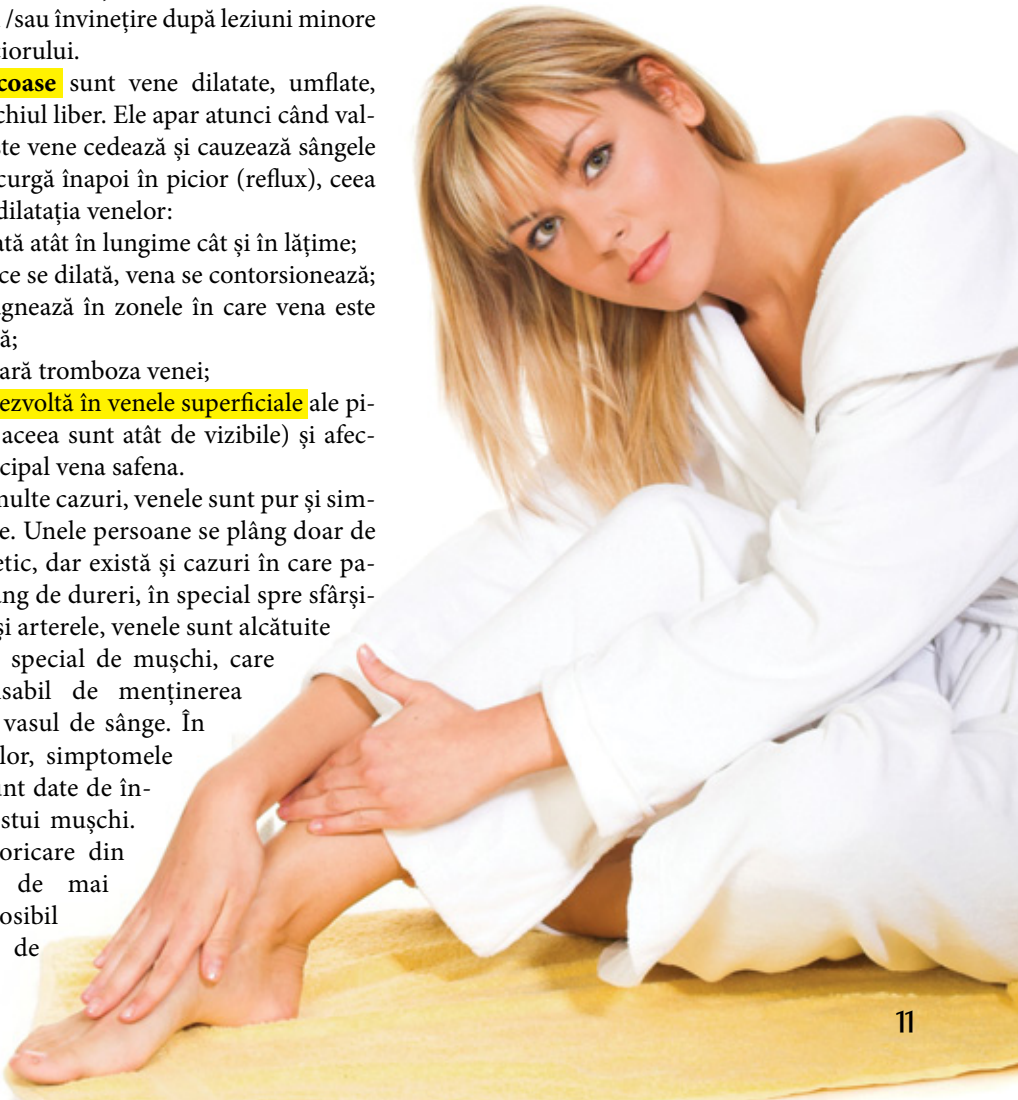 /sau învinețire după leziuni minore
ciorului.
coase sunt vene dilatate, umflate,
chiul liber. Ele apar atunci când val-
ste vene cedează și cauzează sângele
curgă înapoi în picior (reflux), ceea
dilatația venelor:
ată atât în lungime cât și în lățime;
ce se dilată, vena se contorsionează;
gnează în zonele în care vena este
ă;
ară tromboza venei;
ezvoltă în venele superficiale ale pi-
aceea sunt atât de vizibile) și afec-
cipal vena safena.
multe cazuri, venele sunt pur și sim-
e. Unele persoane se plâng doar de
etic, dar există și cazuri în care pa-
âng de dureri, în special spre sfârși-
și arterele, venele sunt alcătuite
special de mușchi, care
sabil de menținerea
vasul de sânge. În
lor, simptomele
unt date de în-
stui mușchi.
oricare din
de mai
osibil
de
11